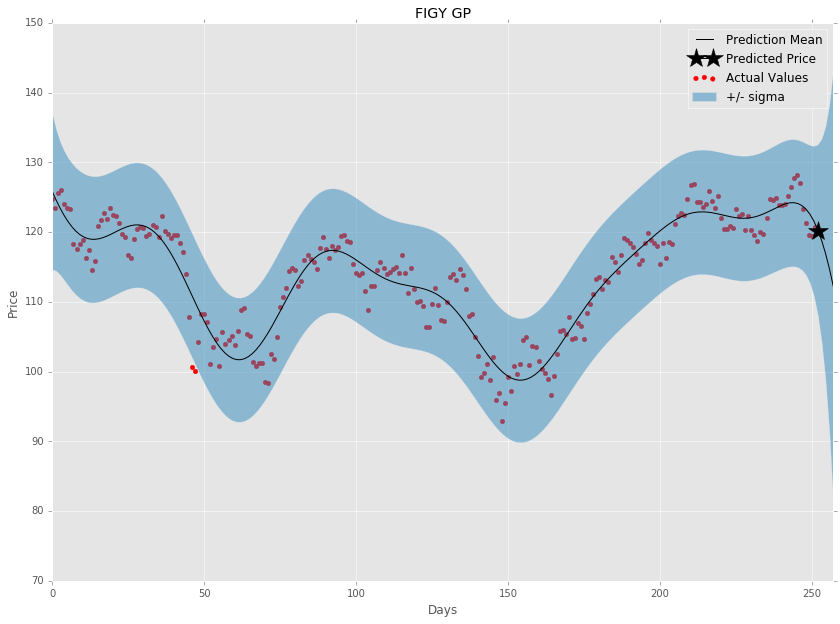 FIGY GP
150
140
130
120
110
100
90
80
70
Price
0 50 100 150 200 250
Days
Prediction Mean
Predicted Price
Actual Values
+/- sigma